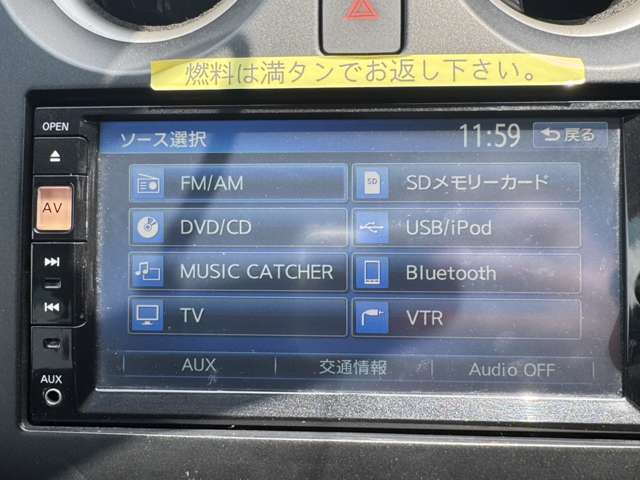 燃料は満タンでお返し下さい。
OPEN
ソース選択 11:59 戻る
AV
FM/AM SDメモリーカード
SD
DVD/CD USB/iPod
MUSIC CATCHER Bluetooth
TV VTR
AUX 交通情報 Audio OFF
AUX